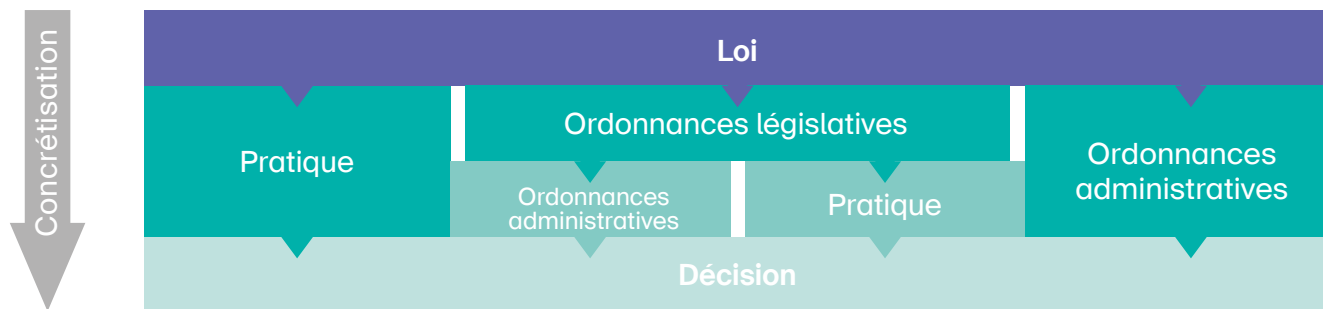 Concrétisation
Loi
Pratique
Ordonnances législatives
Ordonnances
administratives
Pratique
Ordonnances
administratives
Décision